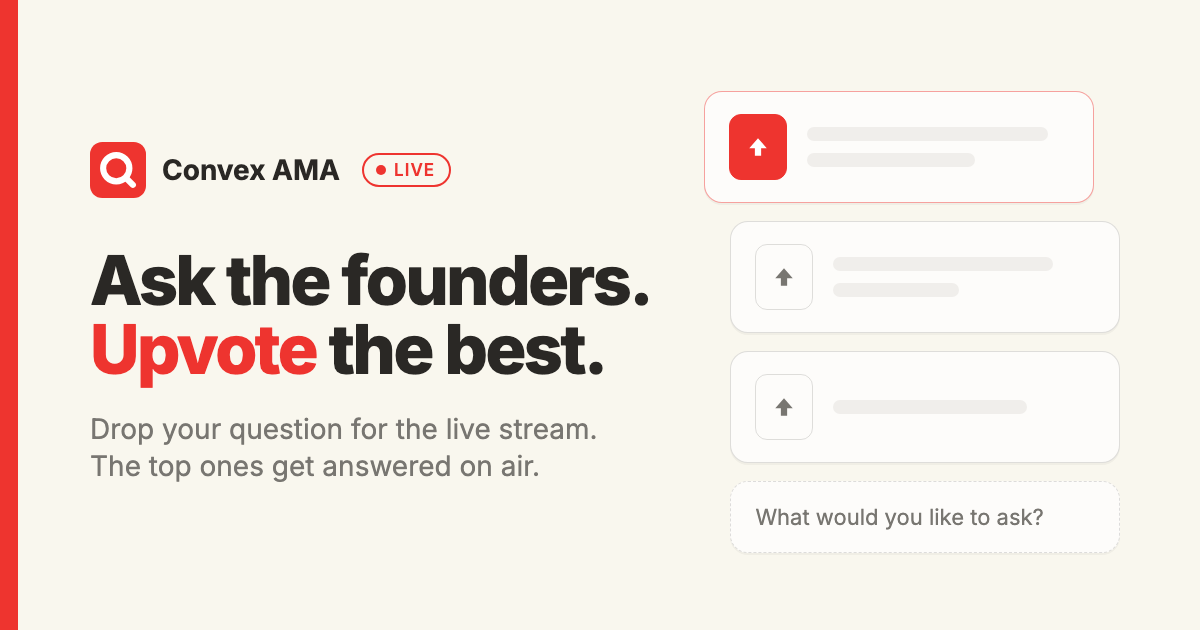 Convex AMA
LIVE
Ask the founders.
Upvote the best.
Drop your question for the live stream.
The top ones get answered on air.
What would you like to ask?